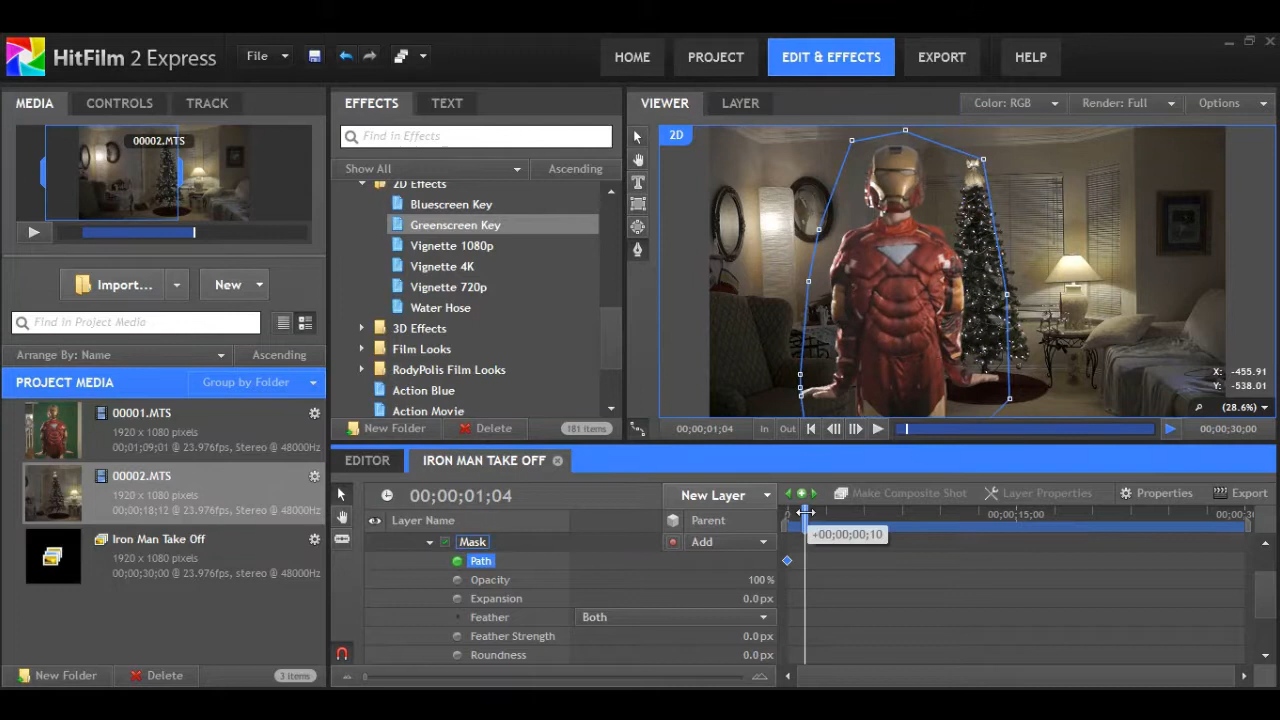 HitFilm 2 Express
File
HOME
PROJECT
EDIT & EFFECTS
EXPORT
HELP
MEDIA
CONTROLS
TRACK
00002.MTS
Import...
New
Find in Project Media
Arrange By: Name
Ascending
PROJECT MEDIA
Group by Folder
00001.MTS
1920 x 1080 pixels
00;01;09;01 @ 23.976fps, Stereo @ 48000Hz
00002.MTS
1920 x 1080 pixels
00;00;18;12 @ 23.976fps, Stereo @ 48000Hz
Iron Man Take Off
00;00;30;00 @ 23.976fps, Stereo @ 48000Hz
New Folder
Delete
3 items
EFFECTS
TEXT
Find in Effects
Show All
Ascending
2D Effects
Bluescreen Key
Greenscreen Key
Vignette 1080p
Vignette 4K
Vignette 720p
Water Hose
3D Effects
Film Looks
RodyPolis Film Looks
Action Blue
Action Movie
New Folder
Delete
181 items
VIEWER
LAYER
Color: RGB
Render: Full
Options
2D
X: -455.91
Y: -538.01
(28.6%)
00;00;01;04
In
Out
00;00;30;00
EDITOR
IRON MAN TAKE OFF
00;00;01;04
New Layer
Make Composite Shot
Layer Properties
Properties
Export
Layer Name
Parent
0
00;00;15;00
00;00;3
+00;00;00;10
Mask
Add
Path
Opacity
100%
Expansion
0.0px
Feather
Both
Feather Strength
0.0px
Roundness
0.0px